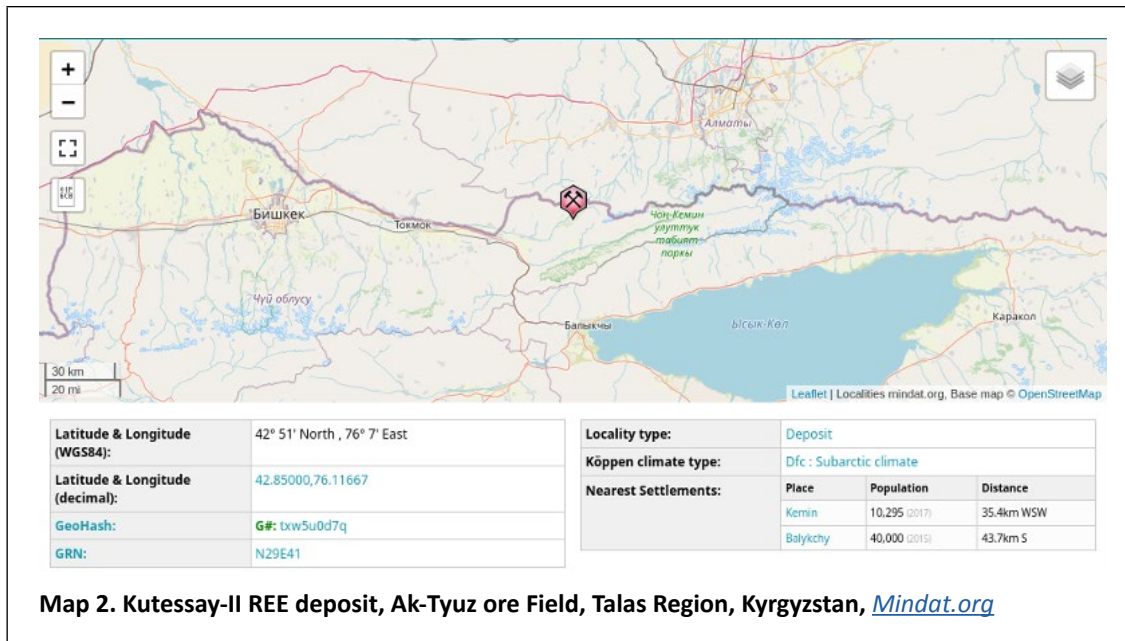 +
−
Алматы
Бишкек
Токмок
Чоң-Кемин
улуттук
табият
паркы
Чүй облусу
Балыкчы
Ысык-Көл
Каракол
30 km
20 mi
Leaflet | Localities mindat.org, Base map © OpenStreetMap
Latitude & Longitude (WGS84): 42° 51' North , 76° 7' East
Latitude & Longitude (decimal): 42.85000,76.11667
GeoHash: G#: txw5u0d7q
GRN: N29E41
Locality type: Deposit
Köppen climate type: Dfc : Subarctic climate
Nearest Settlements: Place Population Distance
Kemin 10,295 (2017) 35.4km WSW
Balykchy 40,000 (2015) 43.7km S
Map 2. Kutessay-II REE deposit, Ak-Tyuz ore Field, Talas Region, Kyrgyzstan, Mindat.org